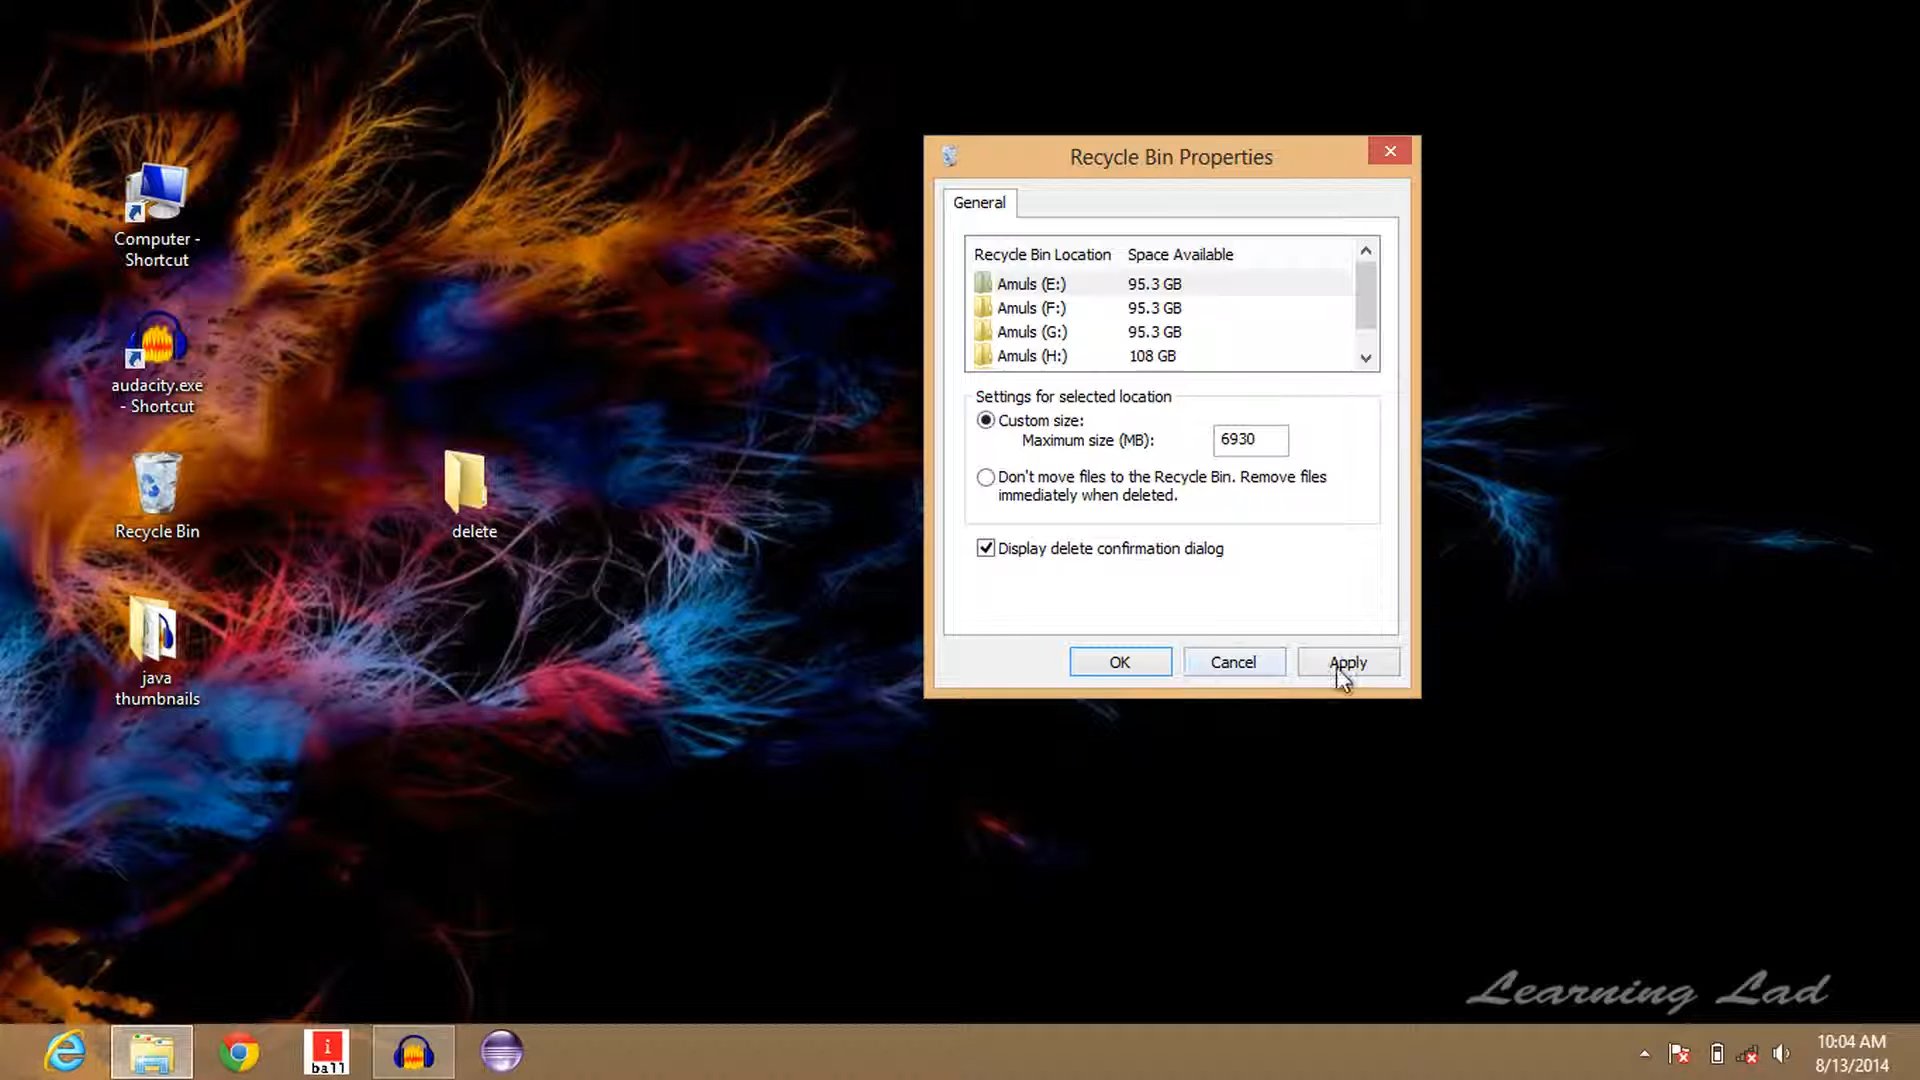 Computer -
Shortcut
audacity.exe
- Shortcut
Recycle Bin
delete
java
thumbnails
Recycle Bin Properties
General
Recycle Bin Location Space Available
Amuls (E:) 95.3 GB
Amuls (F:) 95.3 GB
Amuls (G:) 95.3 GB
Amuls (H:) 108 GB
Settings for selected location
Custom size:
Maximum size (MB): 6930
Don't move files to the Recycle Bin. Remove files
immediately when deleted.
Display delete confirmation dialog
OK Cancel Apply
Learning Lad
i
ball
10:04 AM
8/13/2014